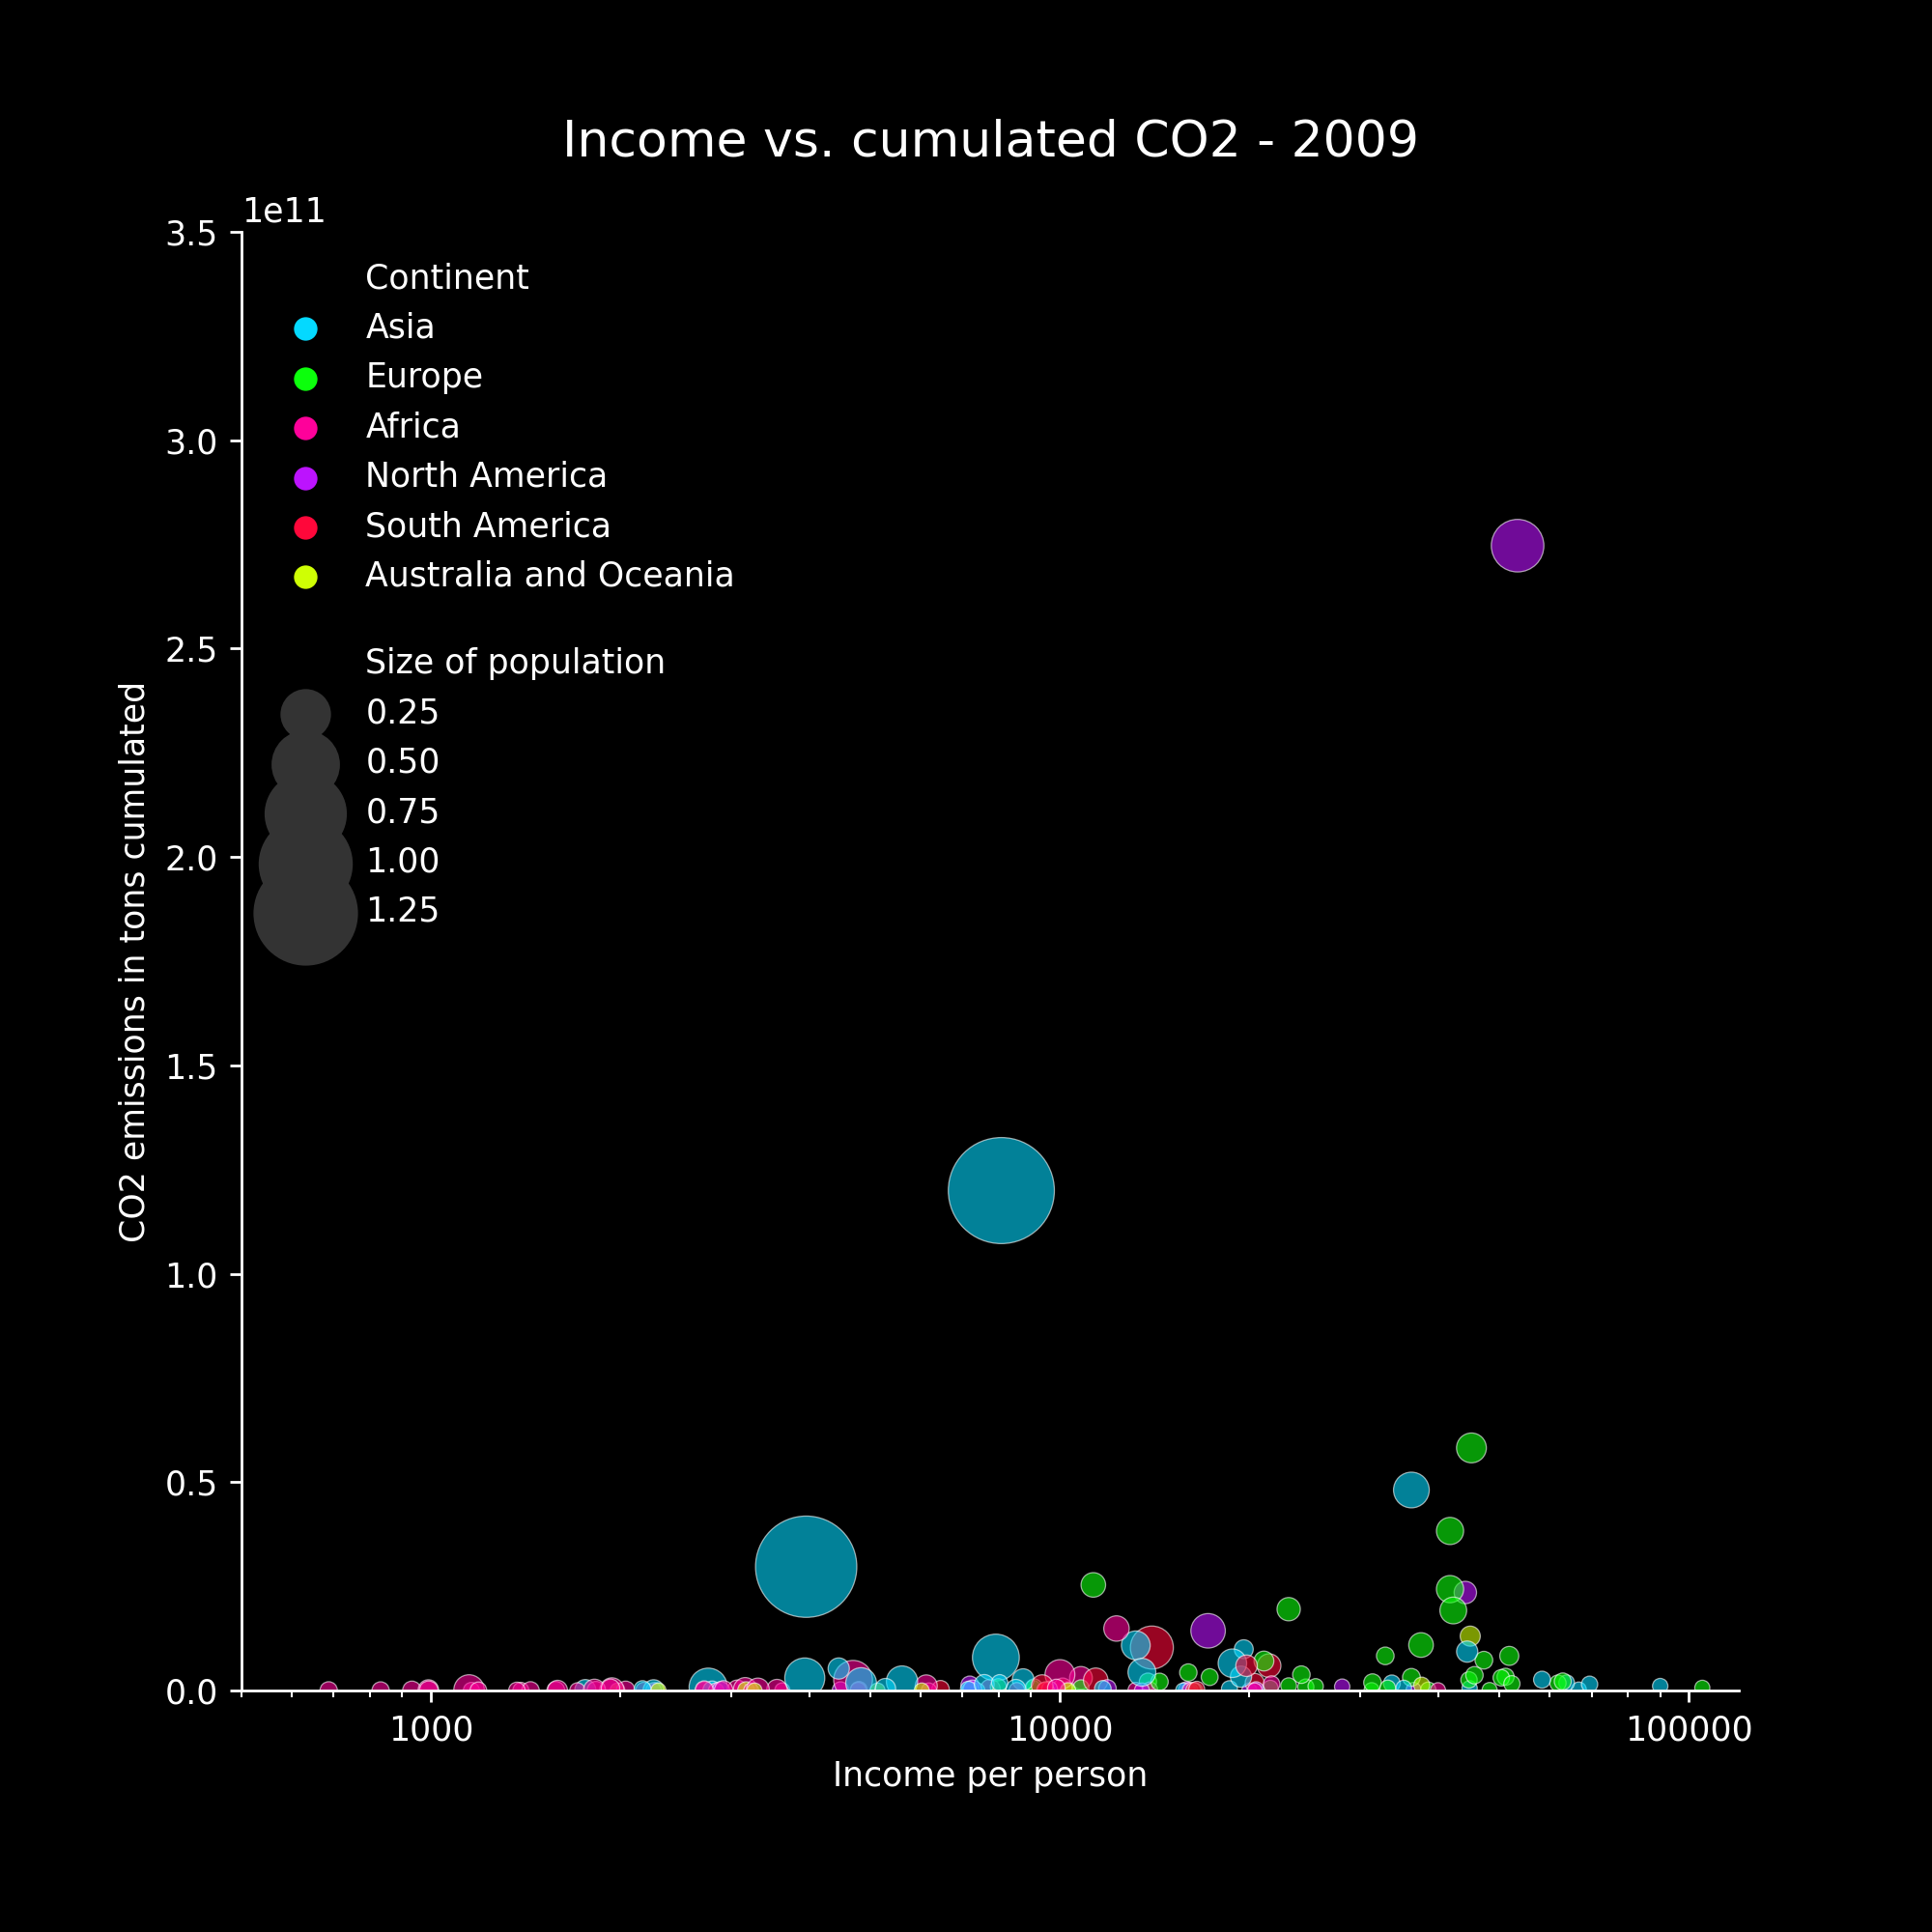 Income vs. cumulated CO2 - 2009
1e11
3.5
3.0
2.5
2.0
1.5
1.0
0.5
0.0
CO2 emissions in tons cumulated
Continent
Asia
Europe
Africa
North America
South America
Australia and Oceania
Size of population
0.25
0.50
0.75
1.00
1.25
1000 10000 100000
Income per person